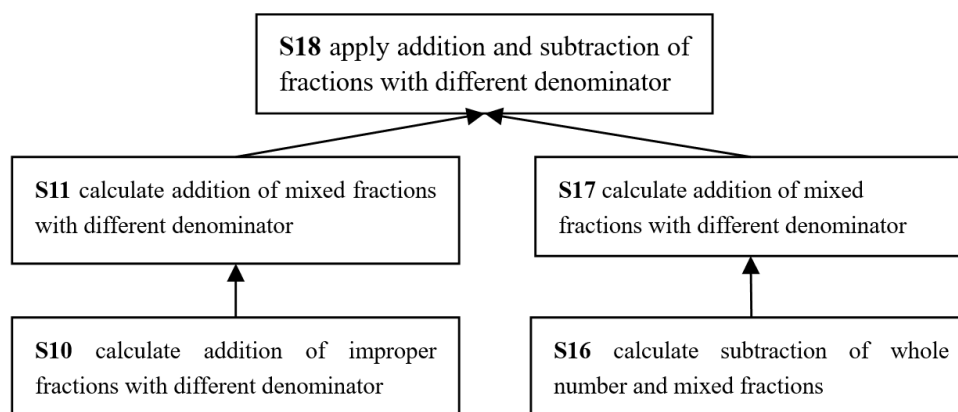 S18 apply addition and subtraction of
fractions with different denominator
S11 calculate addition of mixed fractions
with different denominator
S17 calculate addition of mixed
fractions with different denominator
S10 calculate addition of improper
fractions with different denominator
S16 calculate subtraction of whole
number and mixed fractions